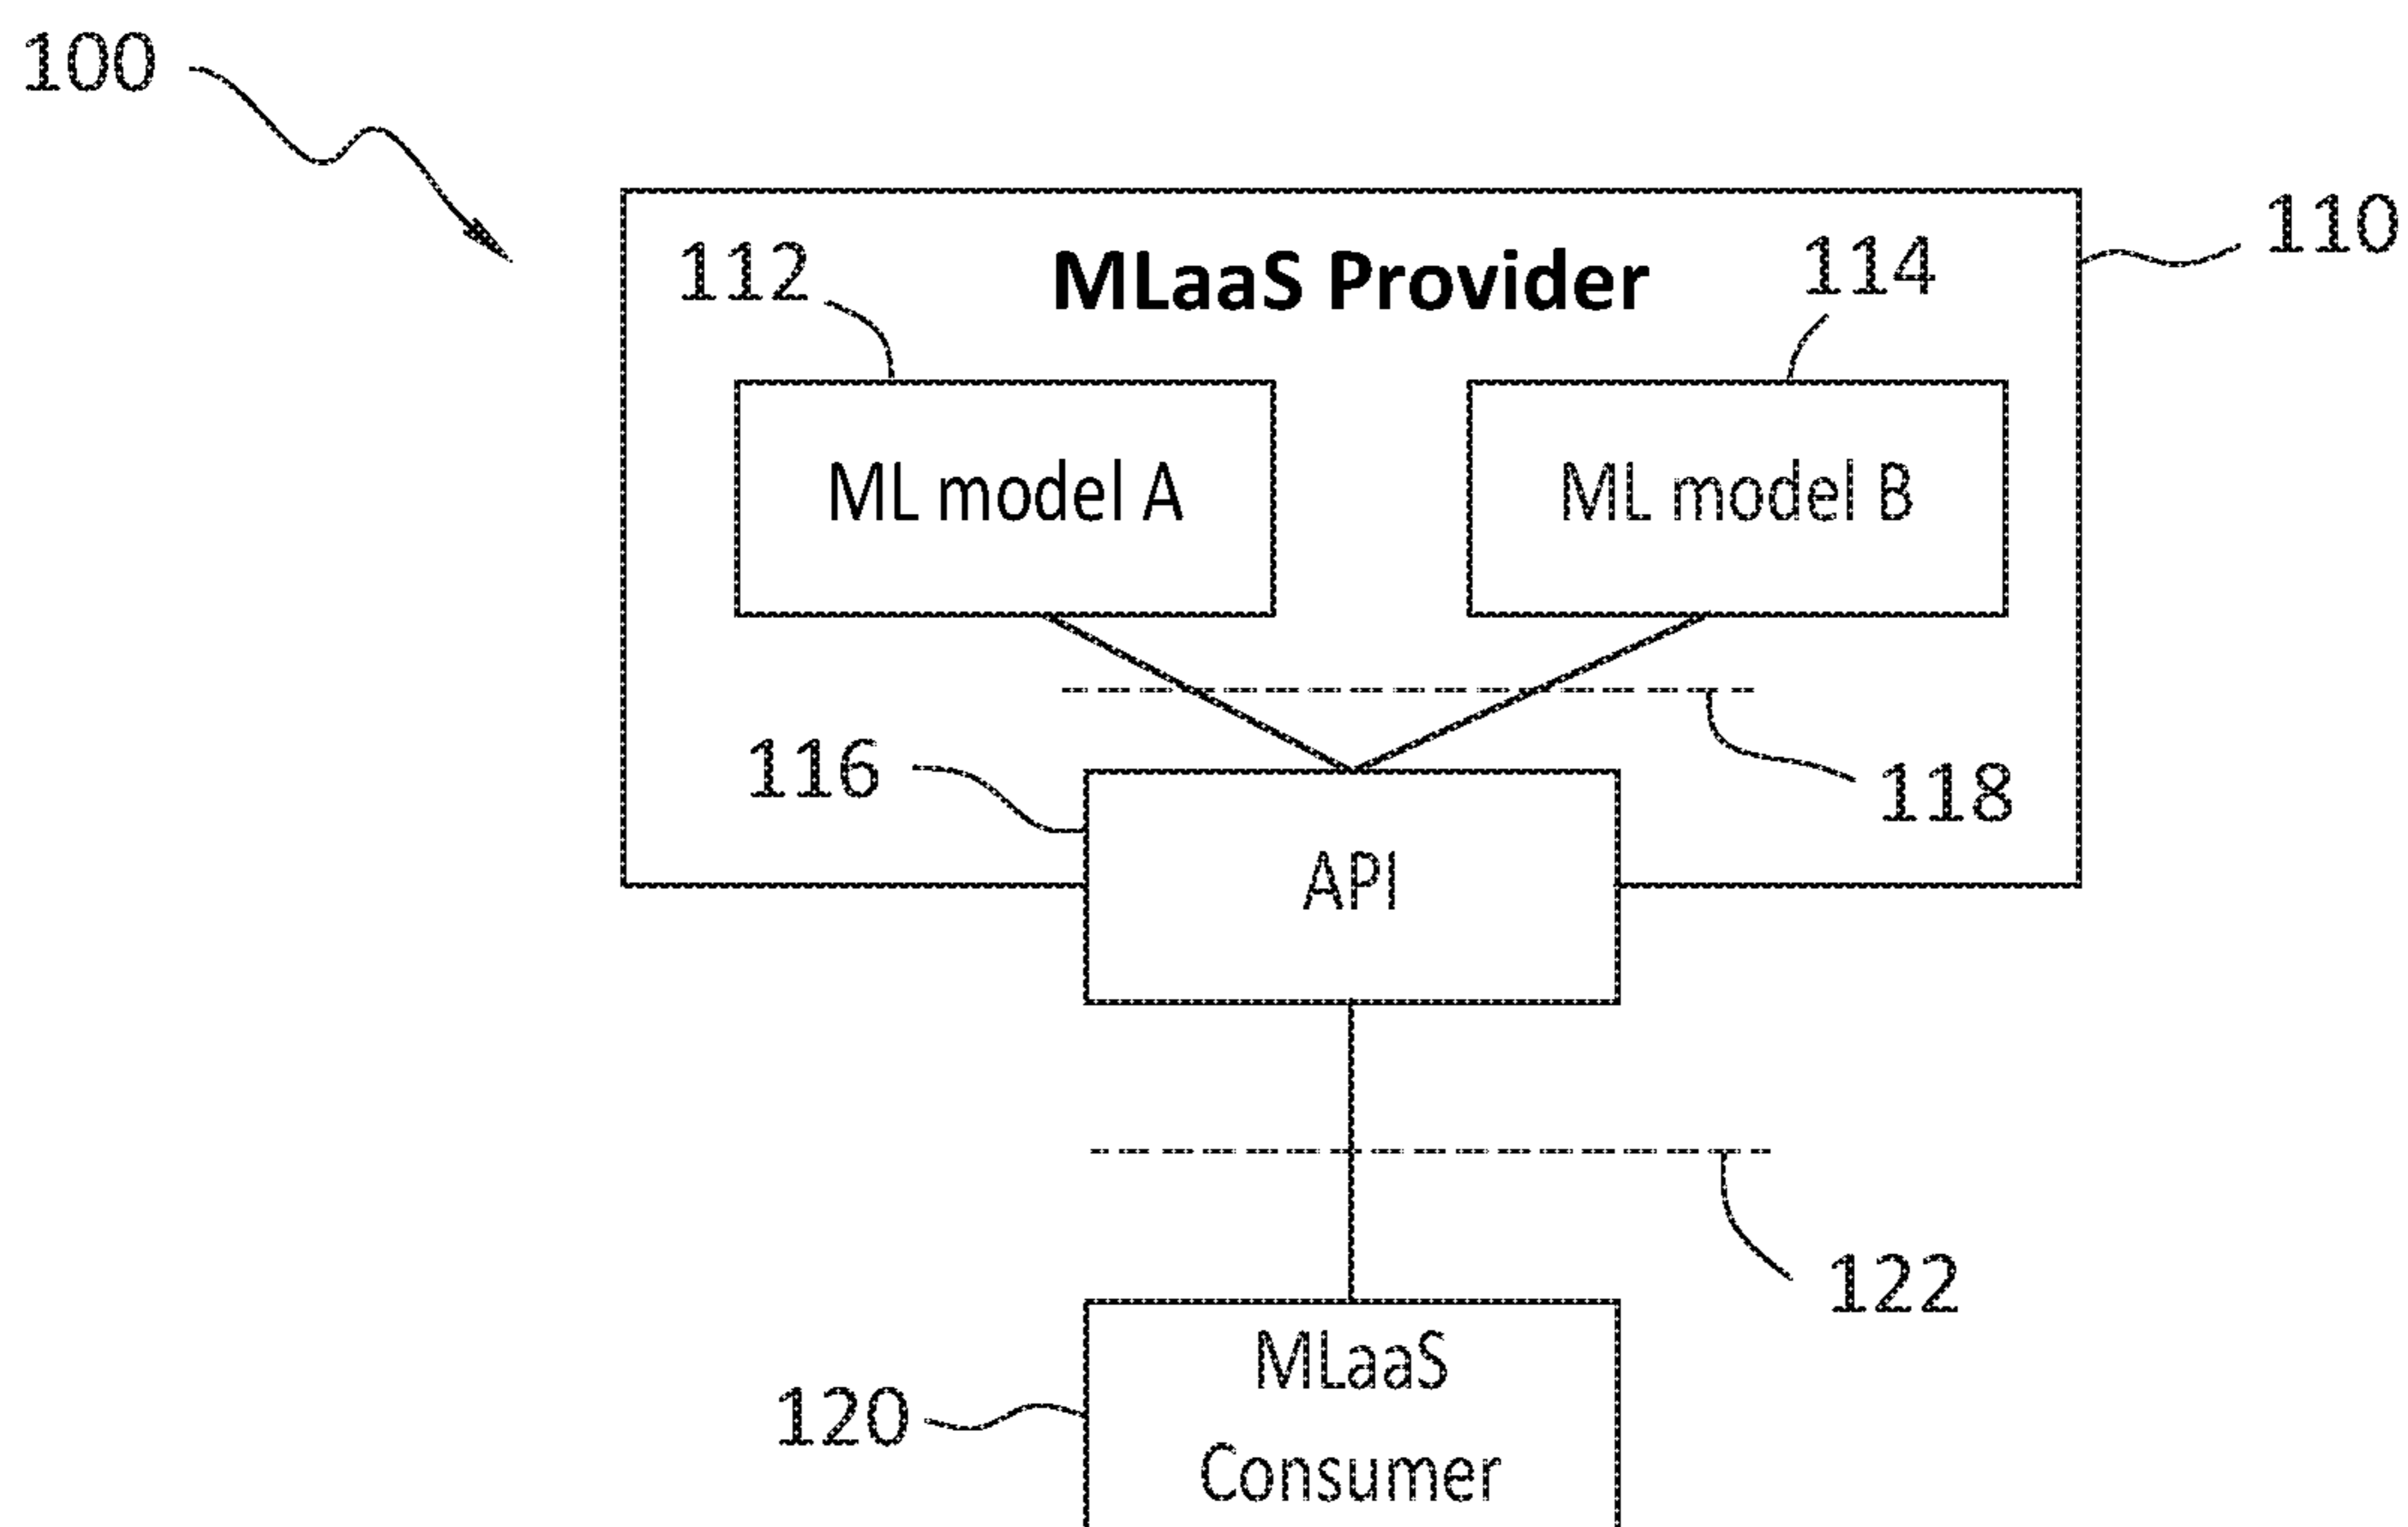 100
110
112
MLaaS Provider
114
ML model A
ML model B
116
118
API
122
120
MLaaS
Consumer